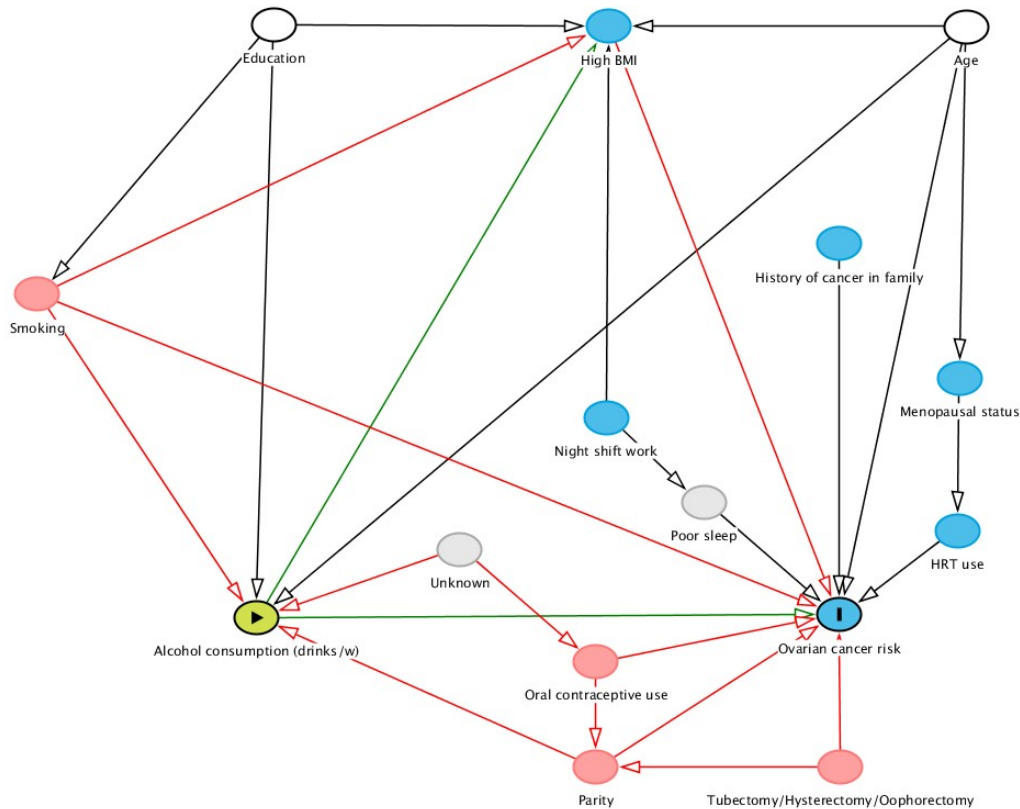 Education
High BMI
Age
History of cancer in family
Smoking
Menopausal status
Night shift work
Poor sleep
HRT use
Unknown
Alcohol consumption (drinks/w)
Ovarian cancer risk
Oral contraceptive use
Parity
Tubectomy/Hysterectomy/Oophorectomy